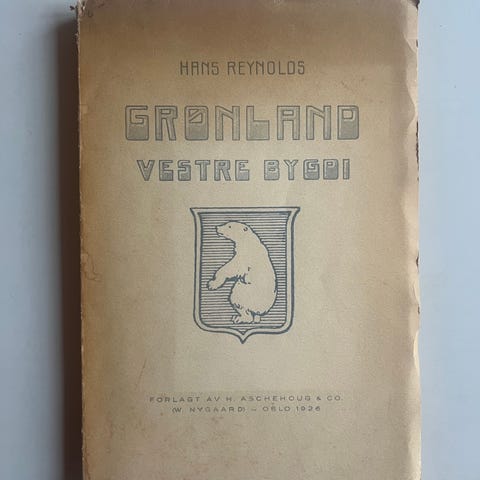 HANS REYNOLDS
GRØNLAND
VESTRE BYGDI
FORLAGT AV H. ASCHEHOUG & CO.
(W. NYGAARD) – OSLO 1926